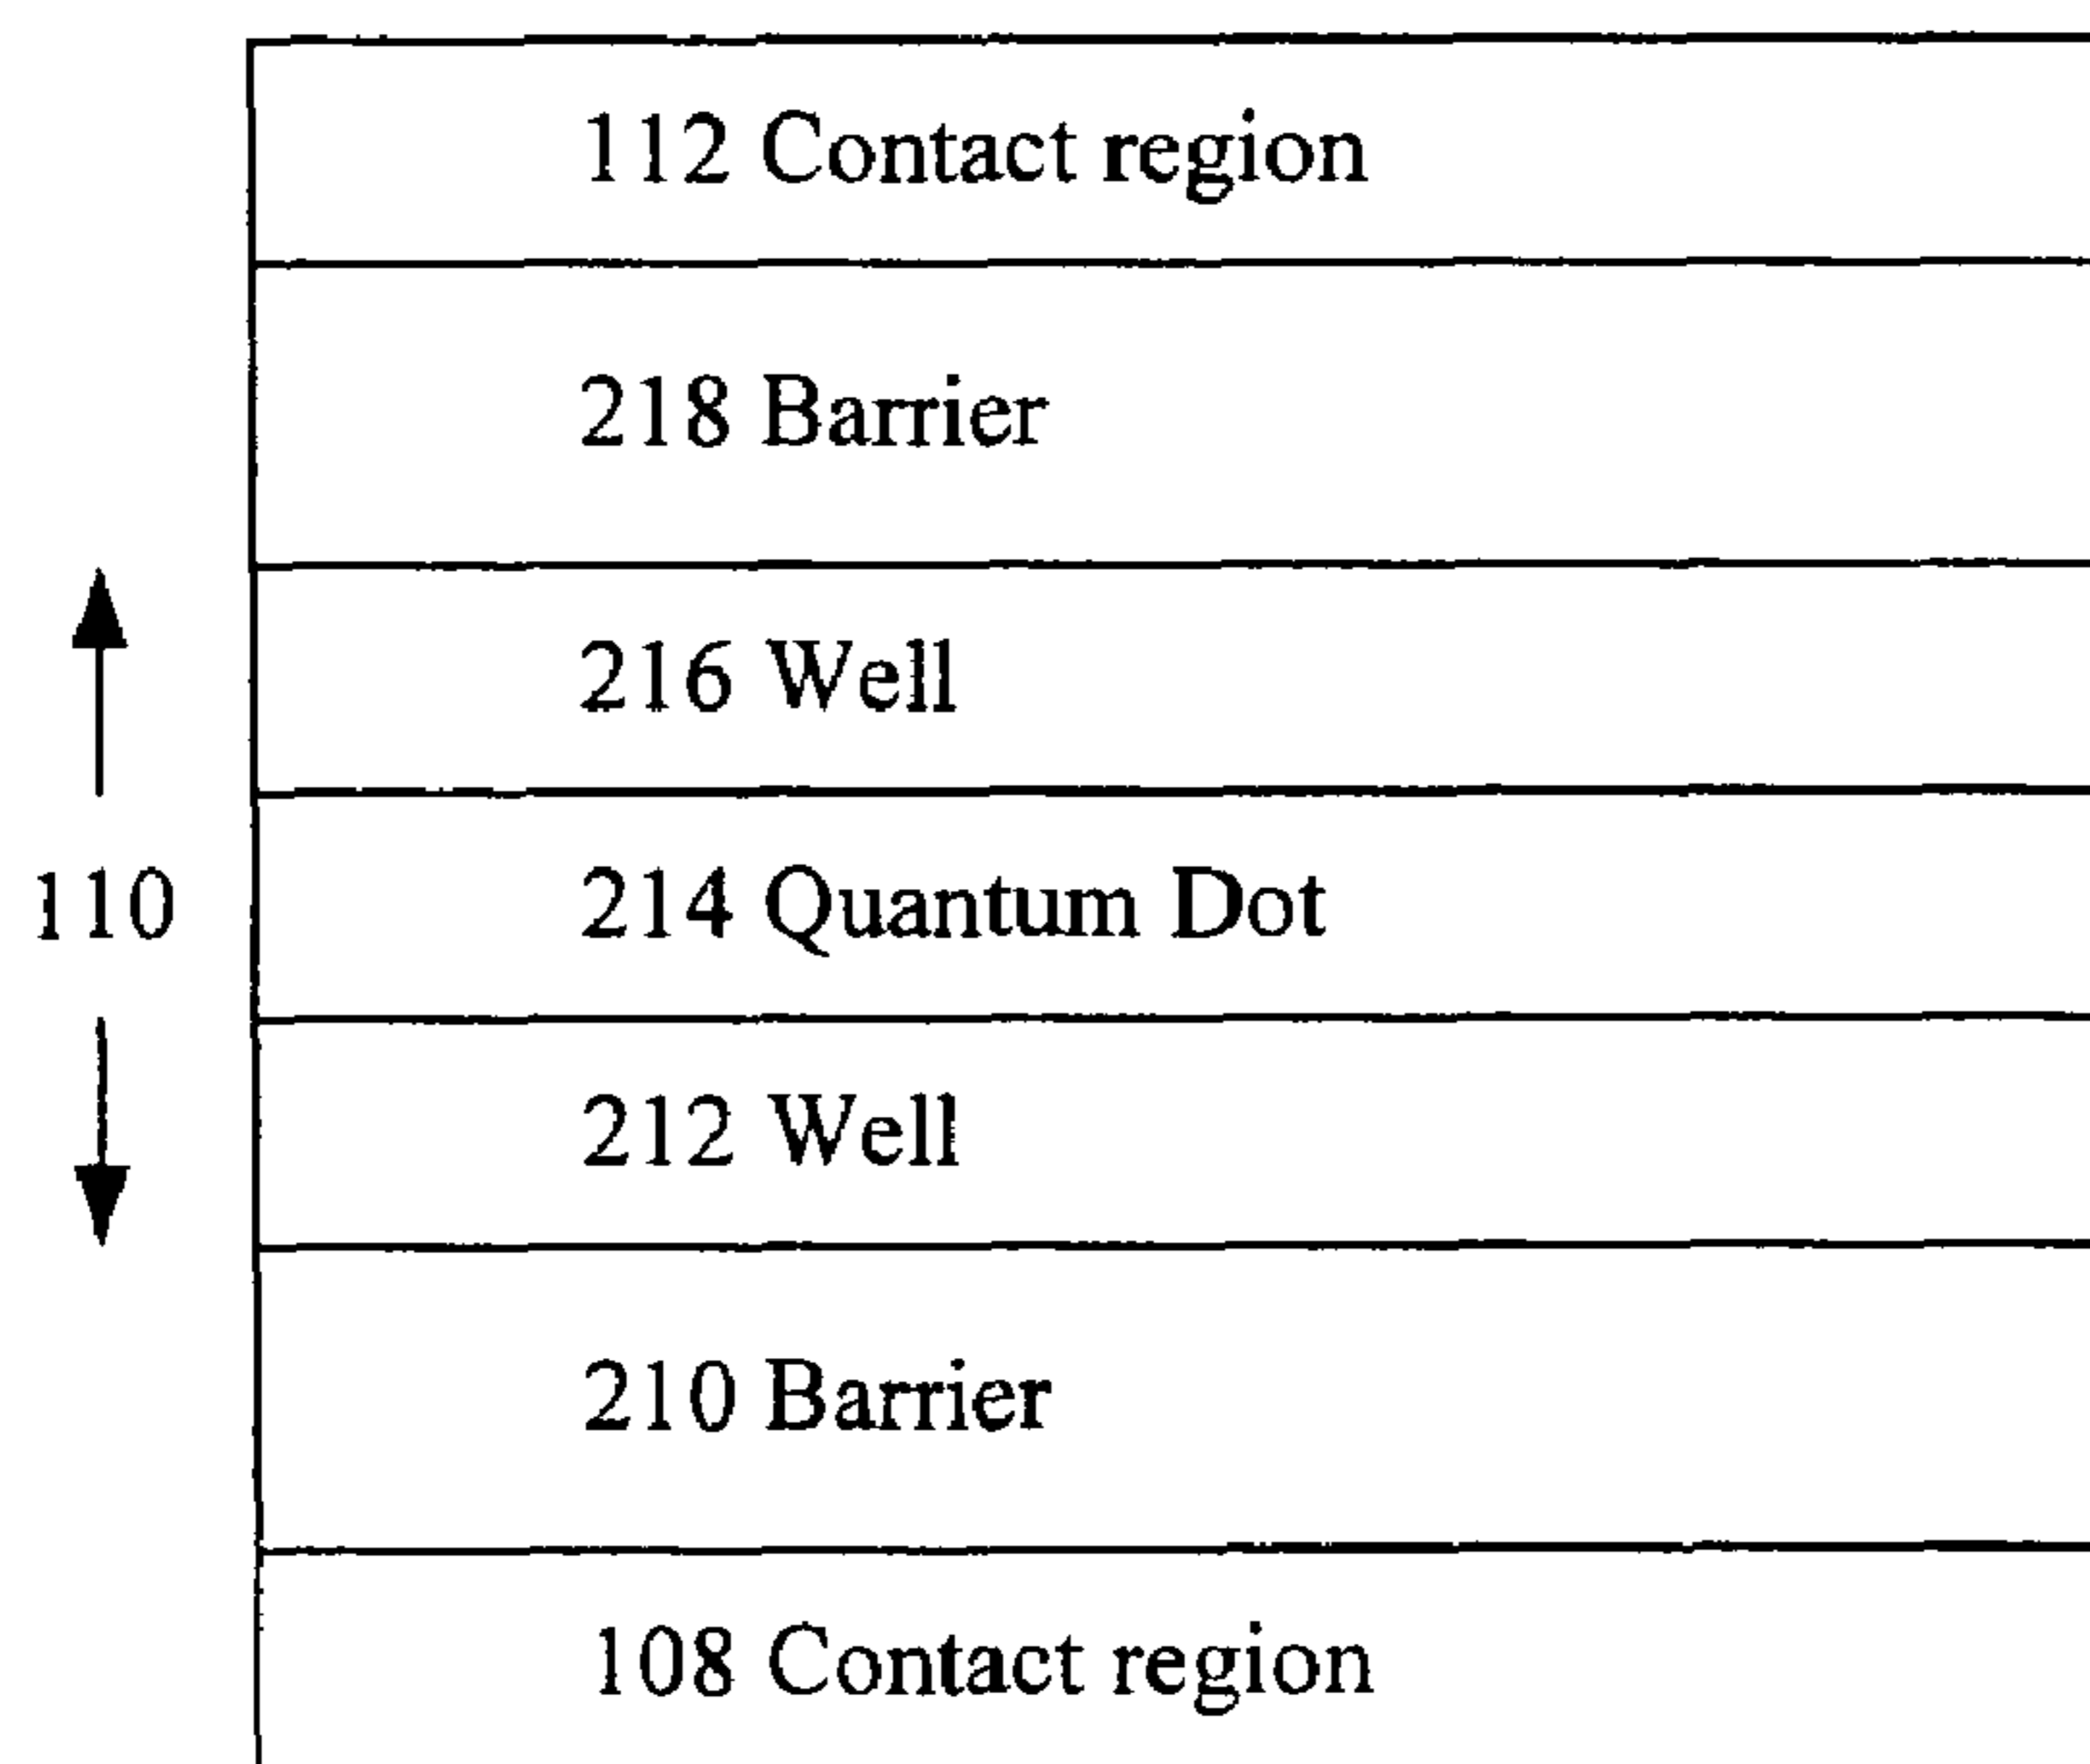 112 Contact region
218 Barrier
216 Well
110
214 Quantum Dot
212 Well
210 Barrier
108 Contact region